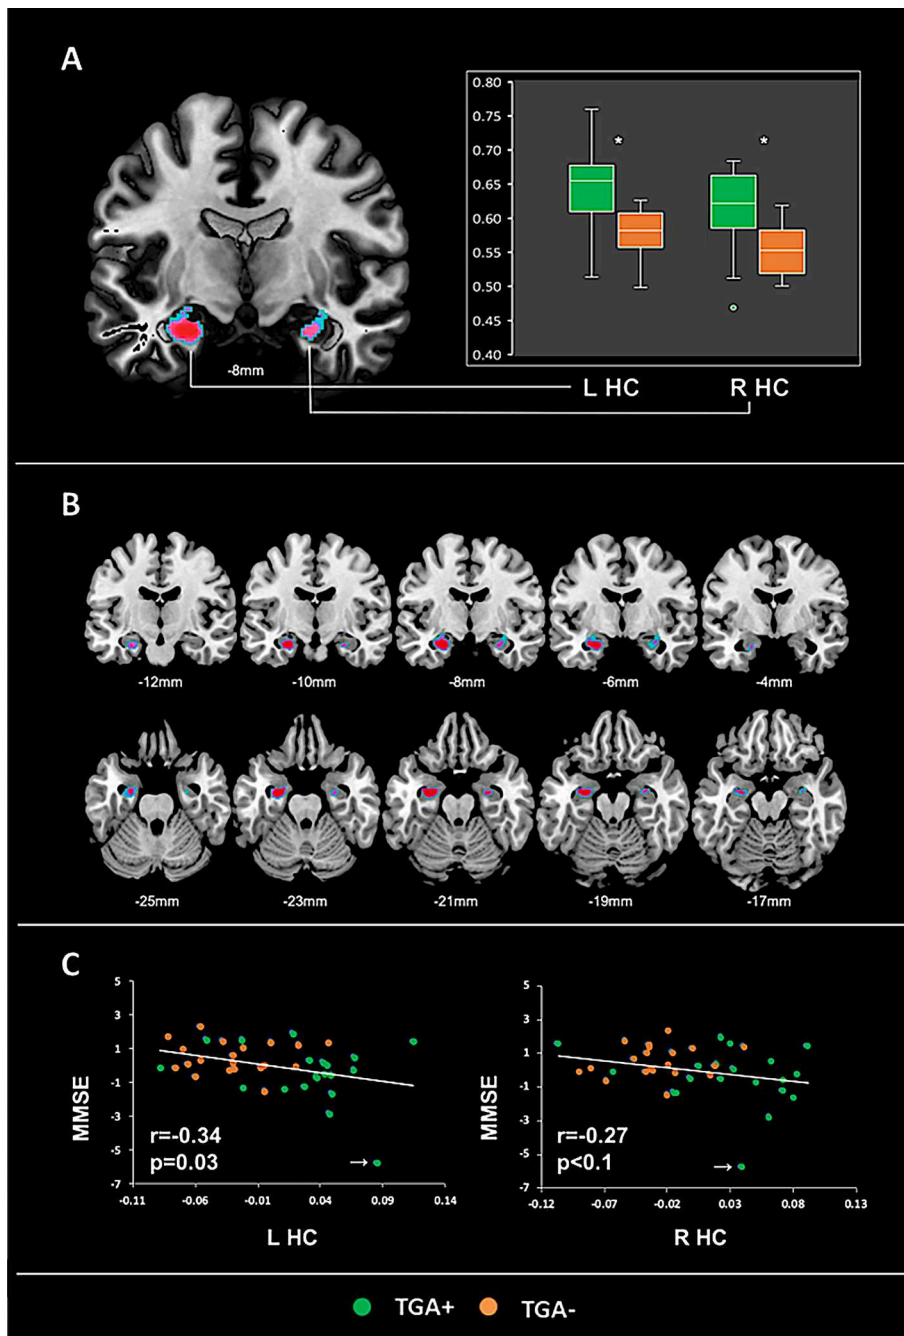 A
0.80
0.75
0.70
0.65
0.60
0.55
0.50
0.45
0.40
*
*
-8mm
L HC
R HC
B
-12mm
-10mm
-8mm
-6mm
-4mm
-25mm
-23mm
-21mm
-19mm
-17mm
C
5
3
1
-1
-3
-5
-7
MMSE
r=-0.34
p=0.03
-0.11
-0.06
-0.01
0.04
0.09
0.14
L HC
5
3
1
-1
-3
-5
-7
MMSE
r=-0.27
p<0.1
-0.12
-0.07
-0.02
0.03
0.08
0.13
R HC
TGA+
TGA-